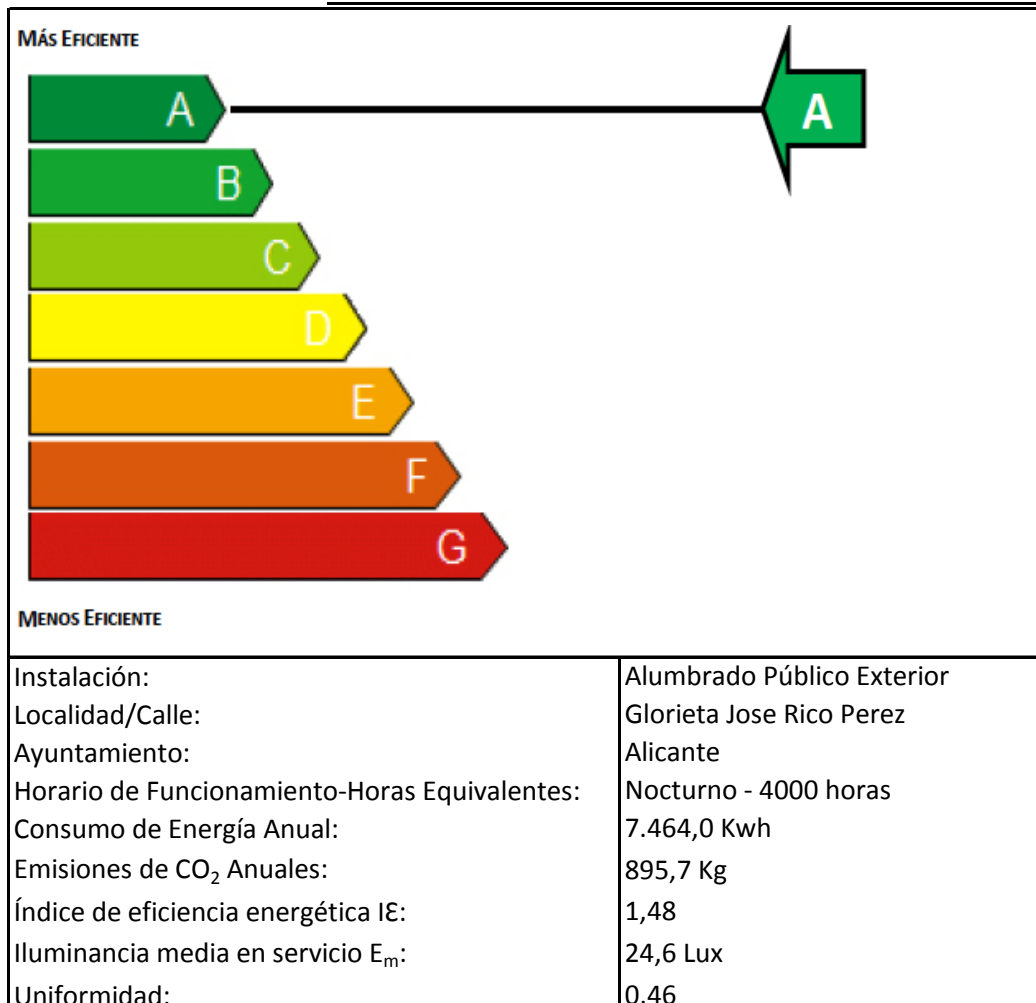 MÁS EFICIENTE
A
A
B
C
D
E
F
G
MENOS EFICIENTE
Instalación: Alumbrado Público Exterior
Localidad/Calle: Glorieta Jose Rico Perez
Ayuntamiento: Alicante
Horario de Funcionamiento-Horas Equivalentes: Nocturno - 4000 horas
Consumo de Energía Anual: 7.464,0 Kwh
Emisiones de CO₂ Anuales: 895,7 Kg
Índice de eficiencia energética IƐ: 1,48
Iluminancia media en servicio Eₘ: 24,6 Lux
Uniformidad: 0,46